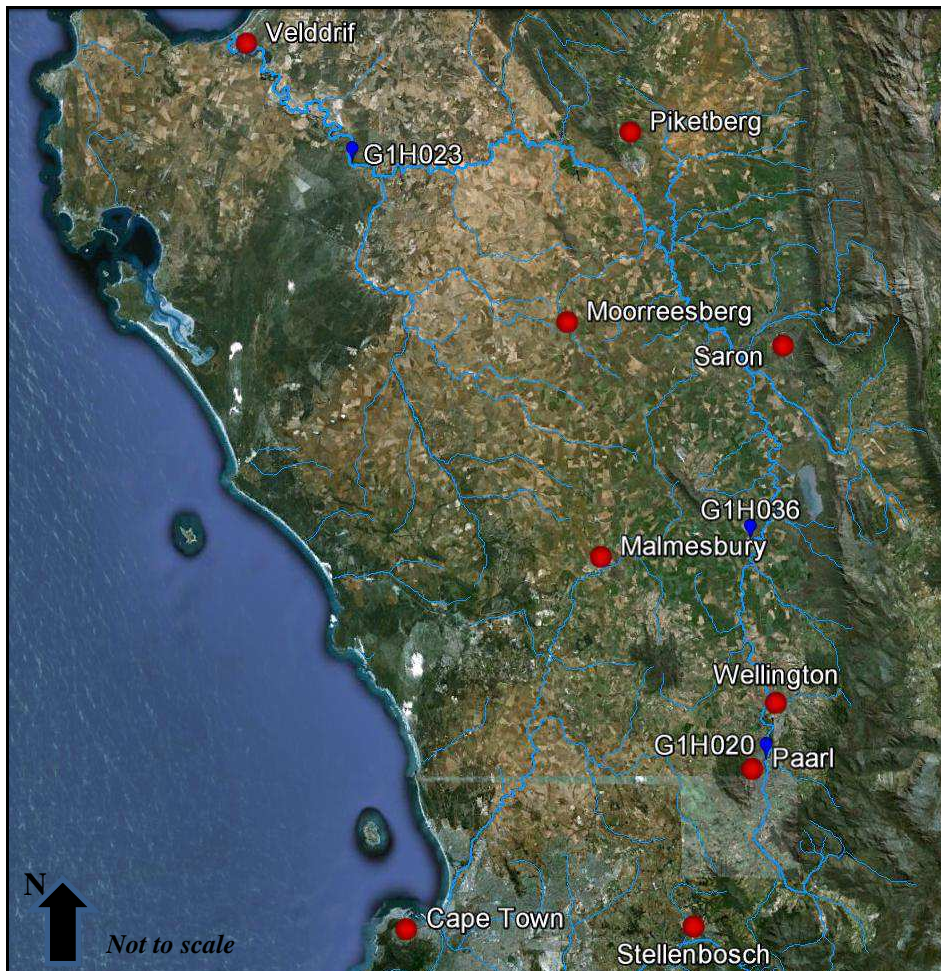 Velddrif
Piketberg
G1H023
Moorreesberg
Saron
G1H036
Malmesbury
Wellington
G1H020
Paarl
N
Cape Town
Not to scale
Stellenbosch